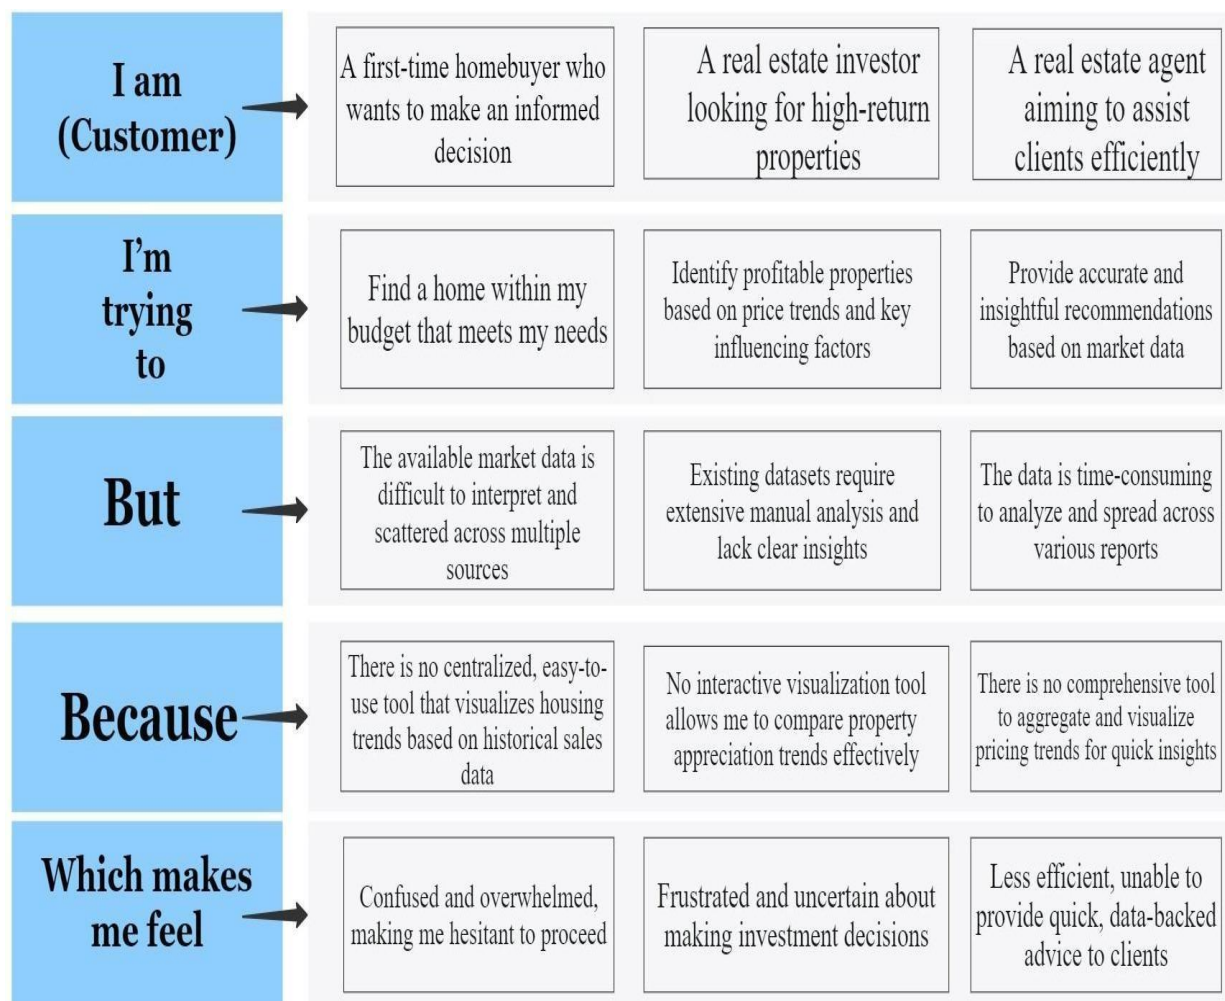 I am
(Customer)
A first-time homebuyer who
wants to make an informed
decision
A real estate investor
looking for high-return
properties
A real estate agent
aiming to assist
clients efficiently
I’m
trying
to
Find a home within my
budget that meets my needs
Identify profitable properties
based on price trends and key
influencing factors
Provide accurate and
insightful recommendations
based on market data
But
The available market data is
difficult to interpret and
scattered across multiple
sources
Existing datasets require
extensive manual analysis and
lack clear insights
The data is time-consuming
to analyze and spread across
various reports
Because
There is no centralized, easy-to-
use tool that visualizes housing
trends based on historical sales
data
No interactive visualization tool
allows me to compare property
appreciation trends effectively
There is no comprehensive tool
to aggregate and visualize
pricing trends for quick insights
Which makes
me feel
Confused and overwhelmed,
making me hesitant to proceed
Frustrated and uncertain about
making investment decisions
Less efficient, unable to
provide quick, data-backed
advice to clients